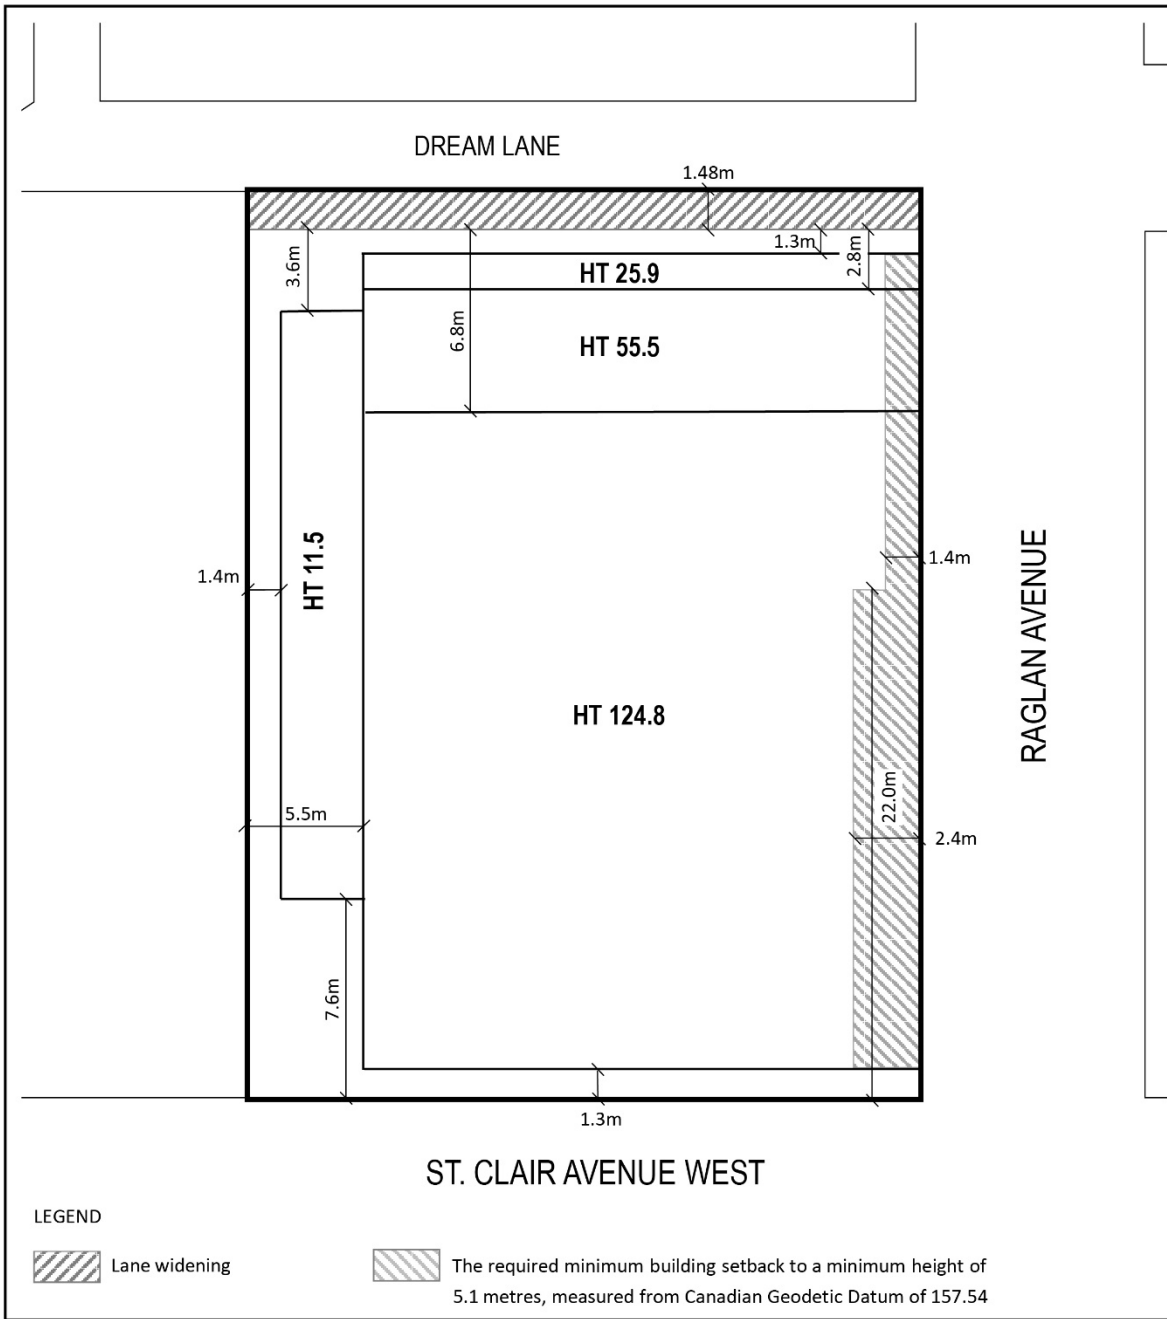 DREAM LANE
1.48m
1.3m
2.8m
3.6m
HT 25.9
6.8m
HT 55.5
HT 11.5
1.4m
1.4m
RAGLAN AVENUE
HT 124.8
22.0m
5.5m
2.4m
7.6m
1.3m
ST. CLAIR AVENUE WEST
LEGEND
Lane widening
The required minimum building setback to a minimum height of
5.1 metres, measured from Canadian Geodetic Datum of 157.54